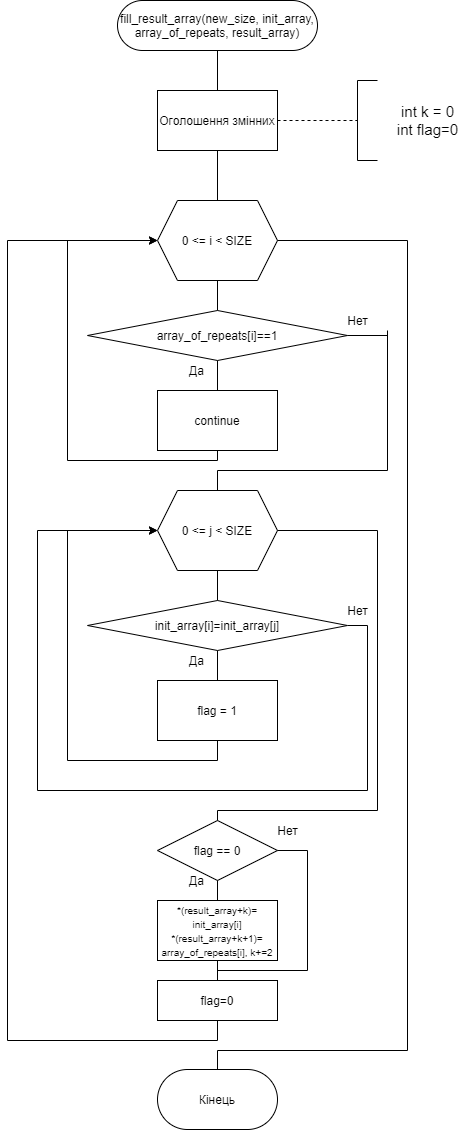 fill_result_array(new_size, init_array,
array_of_repeats, result_array)
Оголошення змінних
int k = 0
int flag=0
0 <= i < SIZE
Нет
array_of_repeats[i]==1
Да
continue
0 <= j < SIZE
Нет
init_array[i]=init_array[j]
Да
flag = 1
Нет
flag == 0
Да
*(result_array+k)=
init_array[i]
*(result_array+k+1)=
array_of_repeats[i], k+=2
flag=0
Кінець